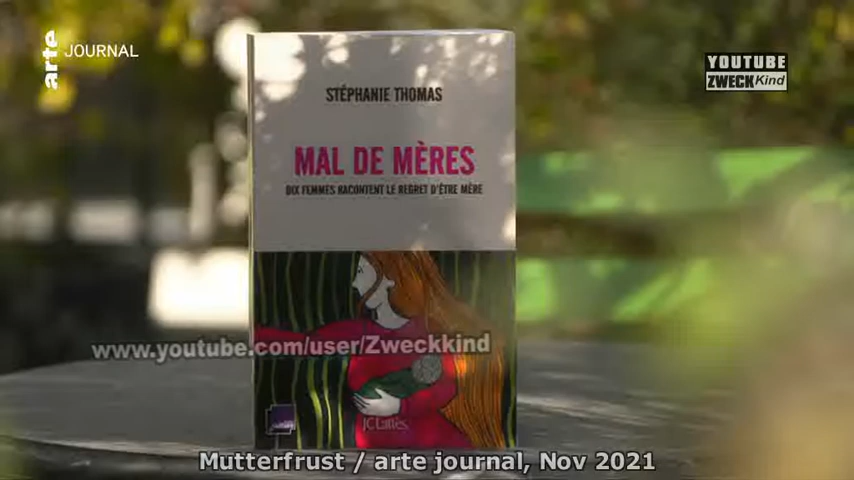 arte JOURNAL
YOUTUBE
ZWECKKind
STÉPHANIE THOMAS
MAL DE MÈRES
DIX FEMMES RACONTENT LE REGRET D'ÊTRE MÈRE
www.youtube.com/user/Zweckkind
JC Lattès
Mutterfrust / arte journal, Nov 2021